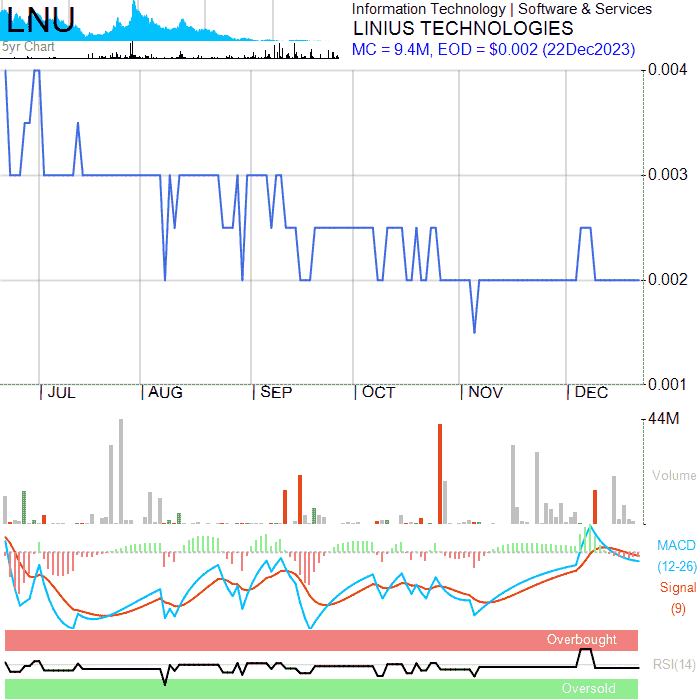 LNU
5yr Chart
Information Technology | Software & Services
LINIUS TECHNOLOGIES
MC = 9.4M, EOD = $0.002 (22Dec2023)
0.004
0.003
0.002
0.001
JUL
AUG
SEP
OCT
NOV
DEC
44M
Volume
MACD
(12-26)
Signal
(9)
Overbought
RSI(14)
Oversold